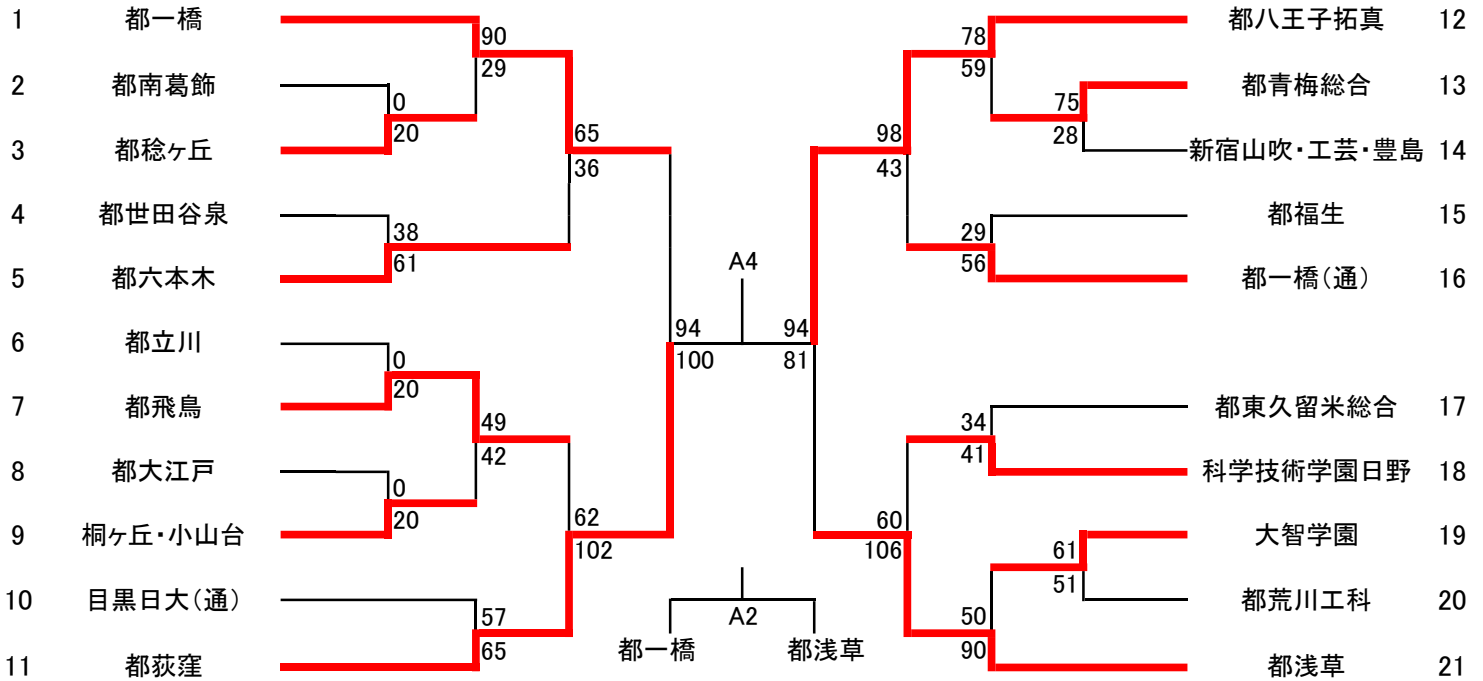 1 都一橋
90
29
2 都南葛飾
0
20
3 都稔ヶ丘
65
36
4 都世田谷泉
38
61
5 都六本木
6 都立川
0
20
7 都飛鳥
49
42
8 都大江戸
0
20
9 桐ヶ丘・小山台
62
102
10 目黒日大(通)
57
65
11 都荻窪
94
100
A4
94
81
A2
都一橋 都浅草
都八王子拓真 12
78
59
都青梅総合 13
75
28
新宿山吹・工芸・豊島 14
98
43
都福生 15
29
56
都一橋(通) 16
都東久留米総合 17
34
41
科学技術学園日野 18
60
106
大智学園 19
61
51
都荒川工科 20
50
90
都浅草 21